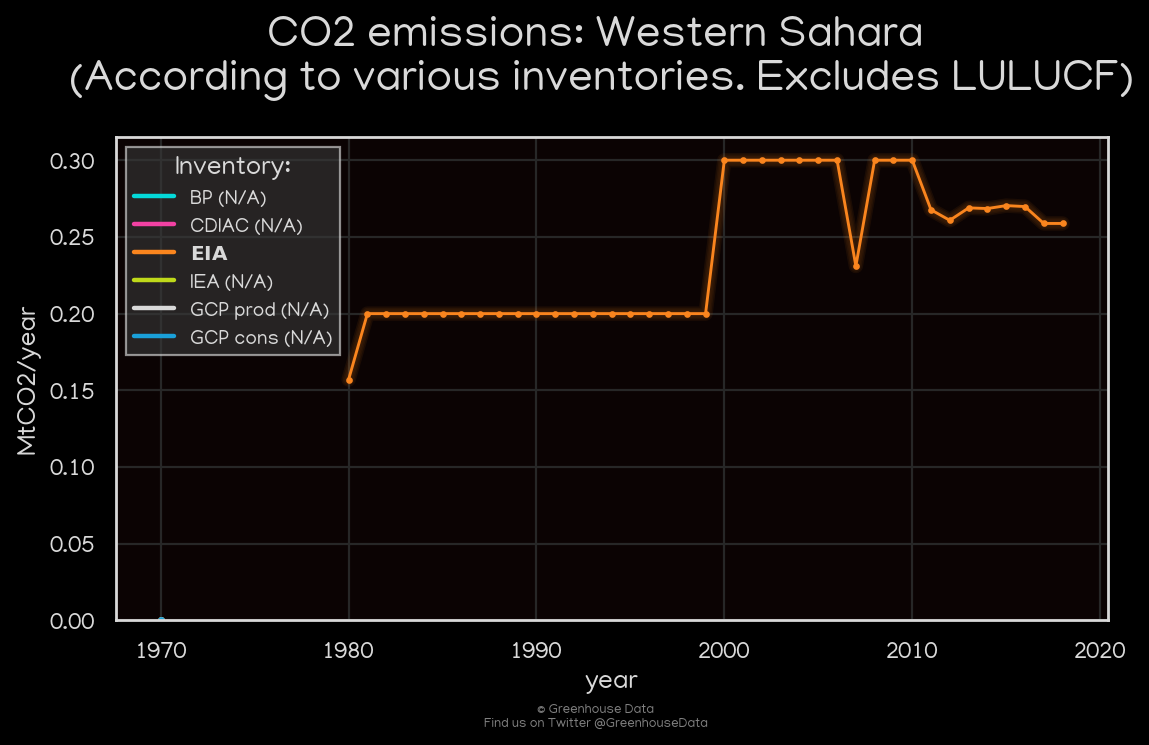 CO2 emissions: Western Sahara
(According to various inventories. Excludes LULUCF)
Inventory:
BP (N/A)
CDIAC (N/A)
EIA
IEA (N/A)
GCP prod (N/A)
GCP cons (N/A)
MtCO2/year
0.30
0.25
0.20
0.15
0.10
0.05
0.00
1970 1980 1990 2000 2010 2020
year
© Greenhouse Data
Find us on Twitter @GreenhouseData